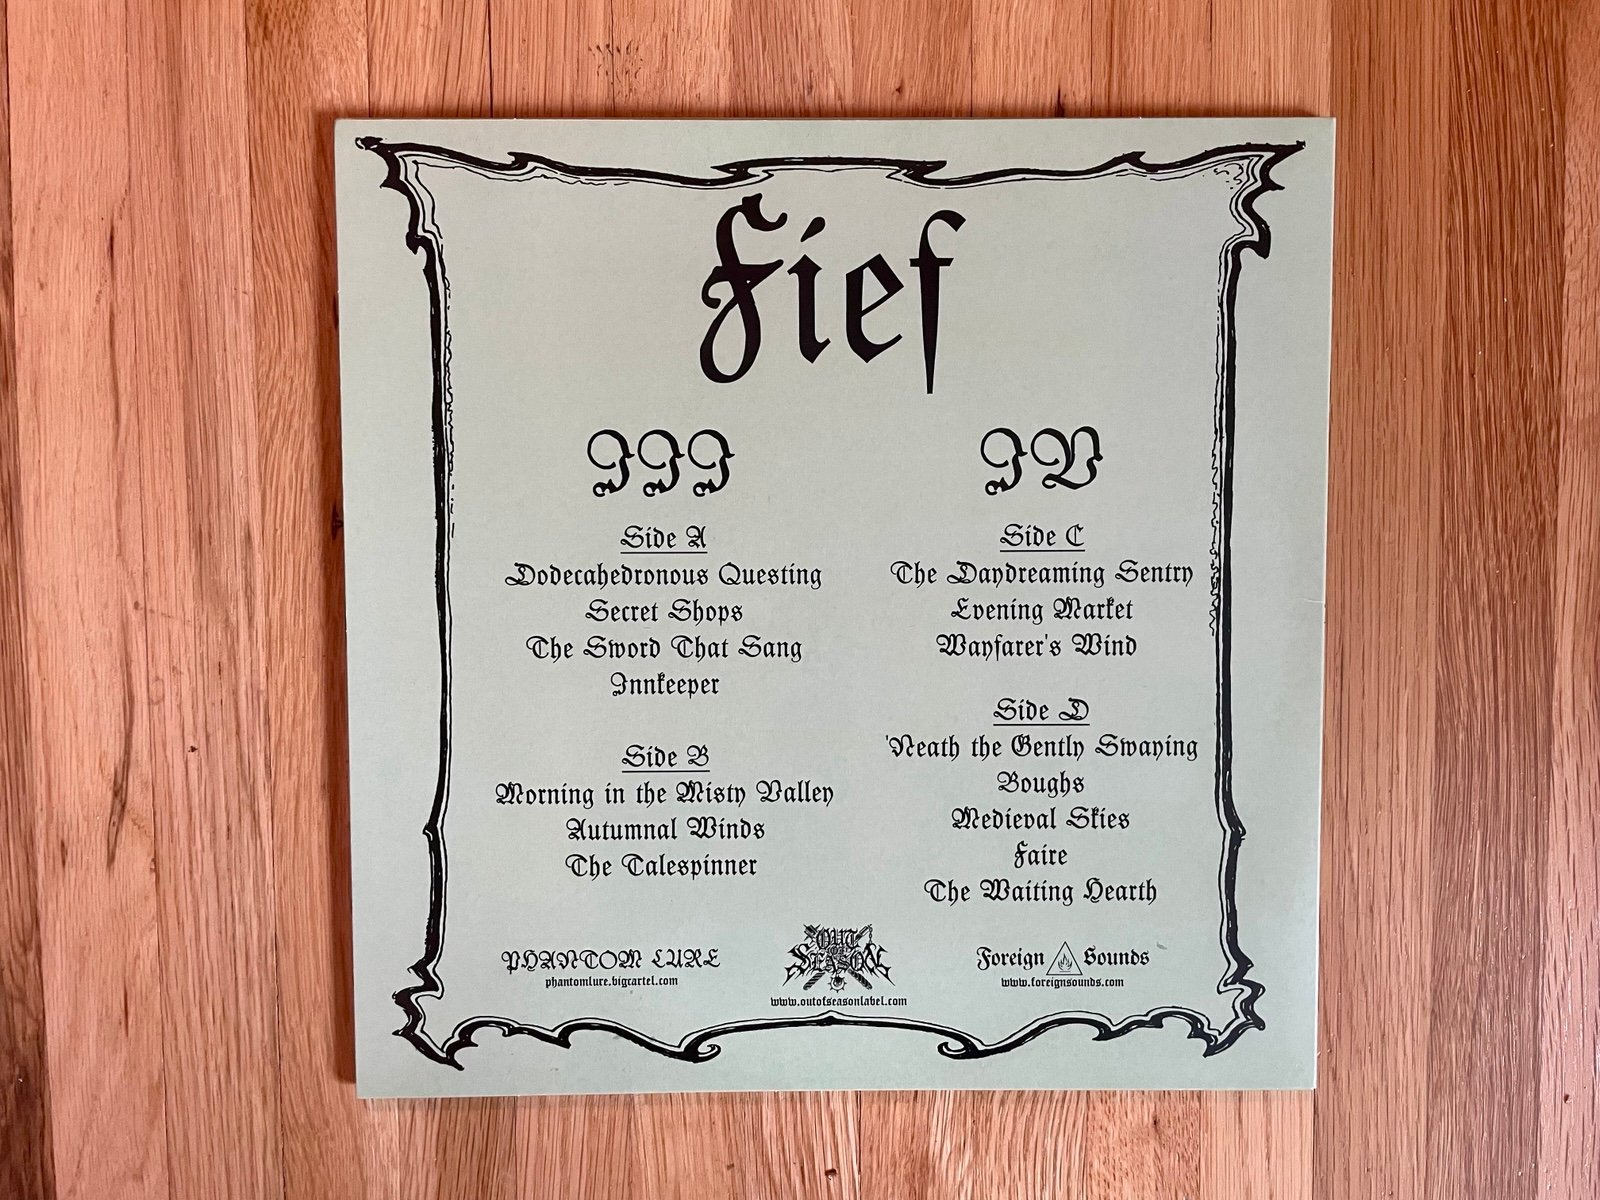 Fief
III
Side A
Dodecahedronous Questing
Secret Shops
The Sword That Sang
Innkeeper
Side B
Morning in the Misty Valley
Autumnal Winds
The Talespinner
IV
Side C
The Daydreaming Sentry
Evening Market
Wayfarer's Wind
Side D
'Neath the Gently Swaying
Boughs
Medieval Skies
Faire
The Waiting Hearth
PHANTOM LURE
phantomlure.bigcartel.com
OUT
OF
SEASON
www.outofseasonlabel.com
Foreign Sounds
www.foreignsounds.com